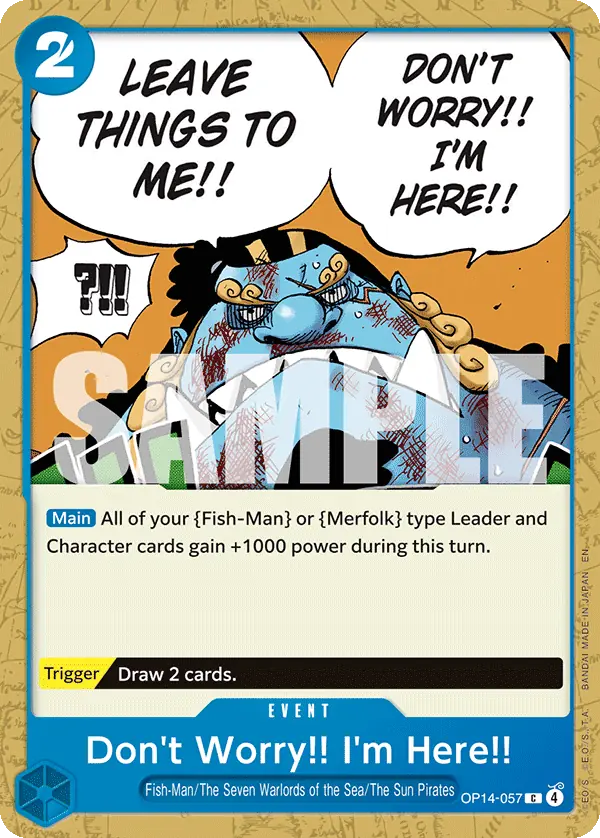 2
LEAVE
THINGS TO
ME!!
DON'T
WORRY!!
I'M
HERE!!
?!!
SAMPLE
Main All of your {Fish-Man} or {Merfolk} type Leader and
Character cards gain +1000 power during this turn.
Trigger Draw 2 cards.
EVENT
Don't Worry!! I'm Here!!
Fish-Man/The Seven Warlords of the Sea/The Sun Pirates
OP14-057 C 4
E.O.S., E.O.S./T.A. BANDAI MADE IN JAPAN EN